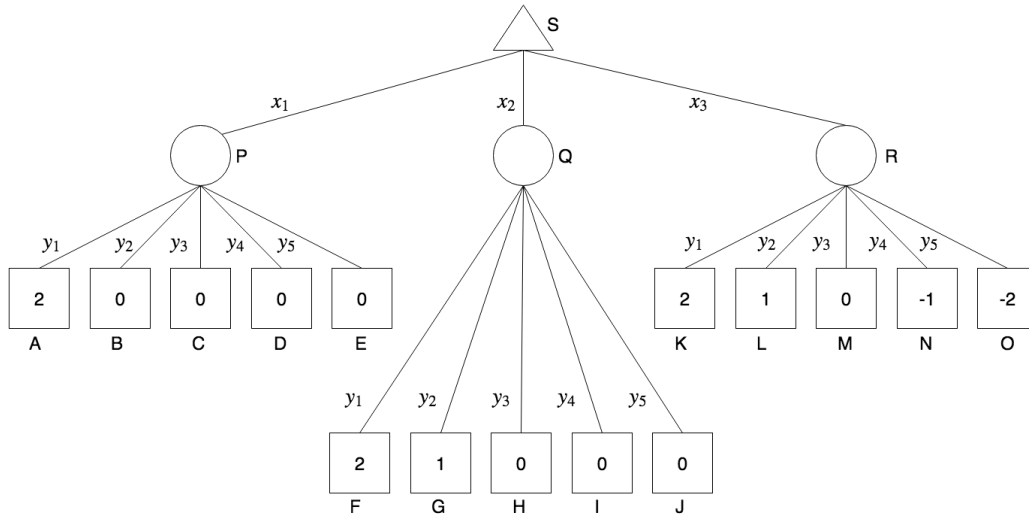 S
x₁ x₂ x₃
P Q R
y₁ y₂ y₃ y₄ y₅ y₁ y₂ y₃ y₄ y₅
2 0 0 0 0 2 1 0 -1 -2
A B C D E K L M N O
y₁ y₂ y₃ y₄ y₅
2 1 0 0 0
F G H I J